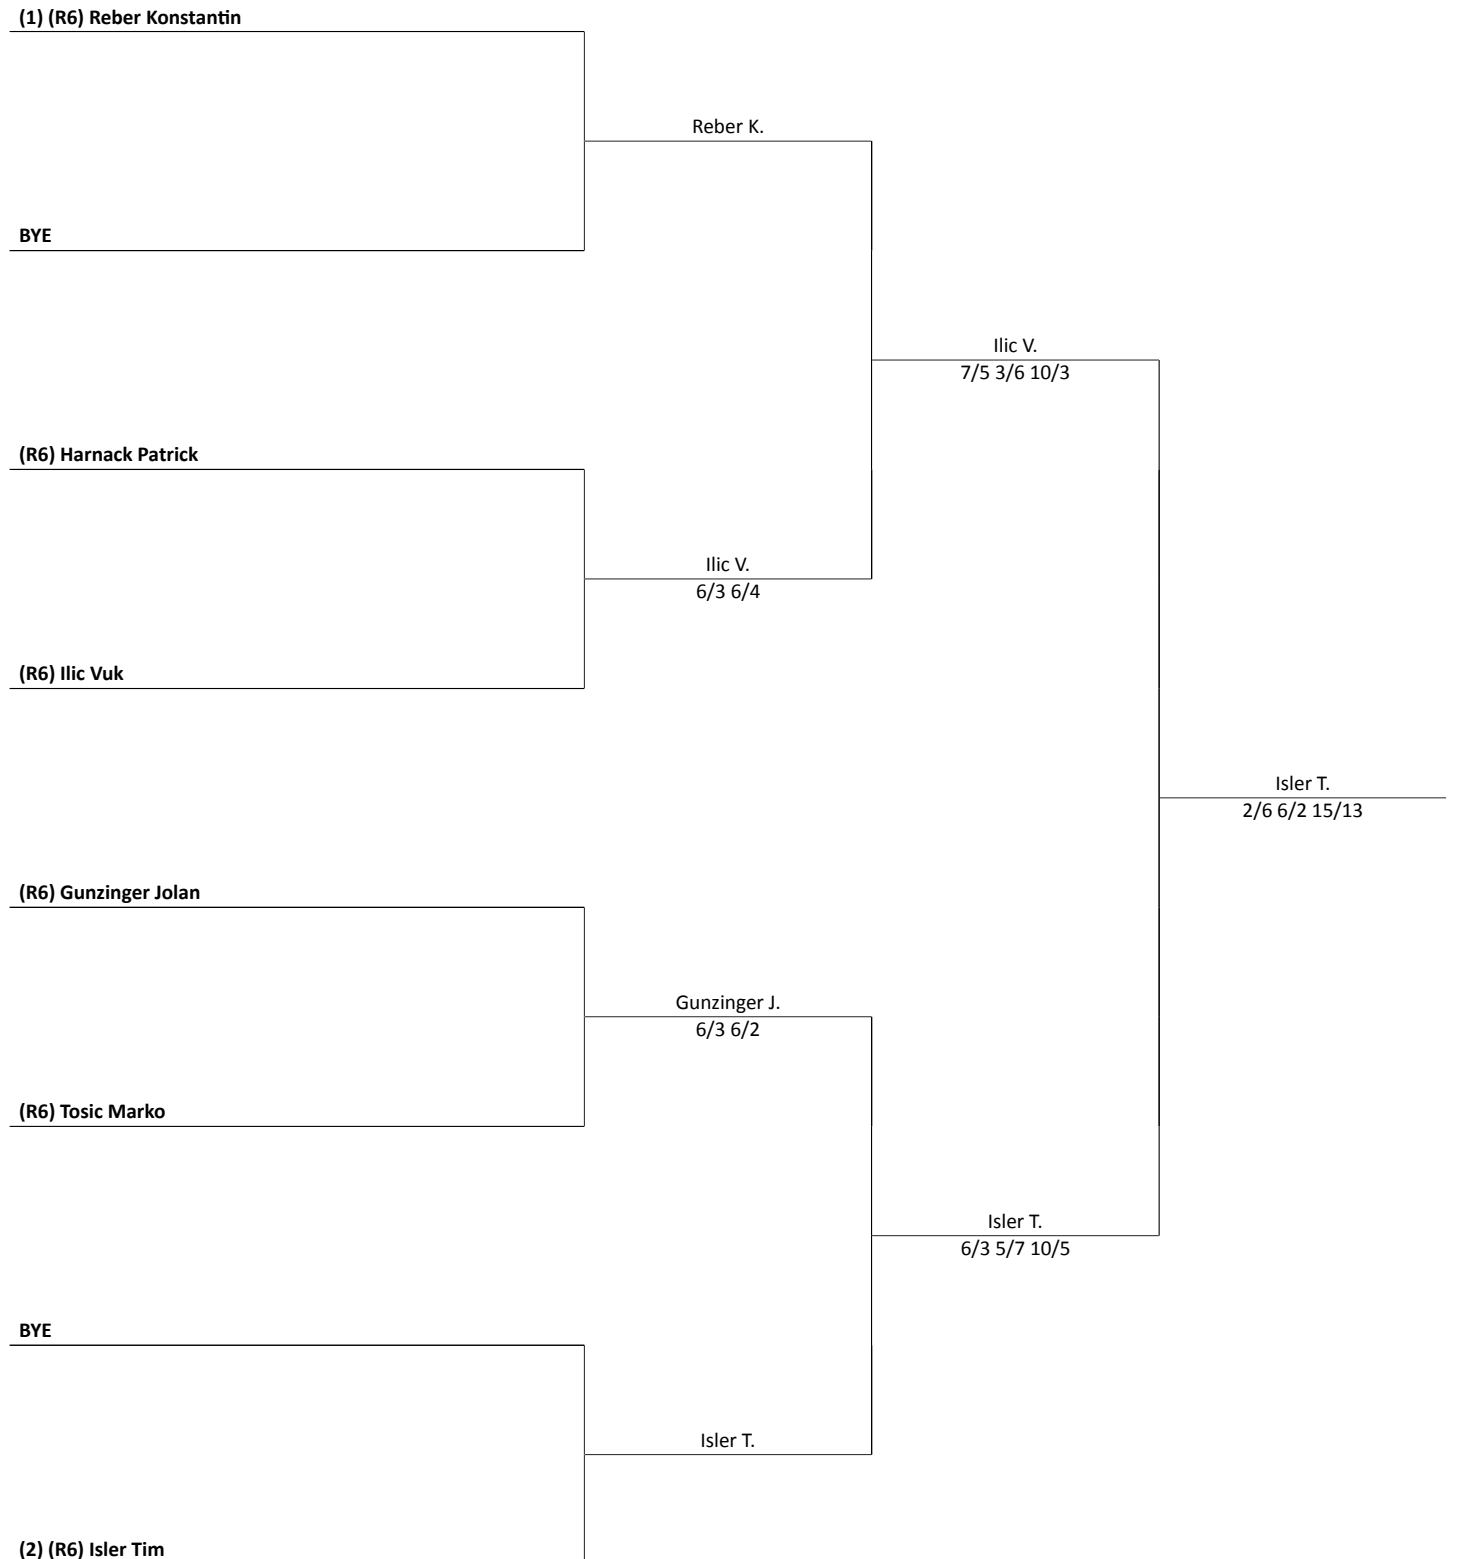 (1) (R6) Reber Konstantin
Reber K.
BYE
Ilic V.
7/5 3/6 10/3
(R6) Harnack Patrick
Ilic V.
6/3 6/4
(R6) Ilic Vuk
Isler T.
2/6 6/2 15/13
(R6) Gunzinger Jolan
Gunzinger J.
6/3 6/2
(R6) Tosic Marko
Isler T.
6/3 5/7 10/5
BYE
Isler T.
(2) (R6) Isler Tim